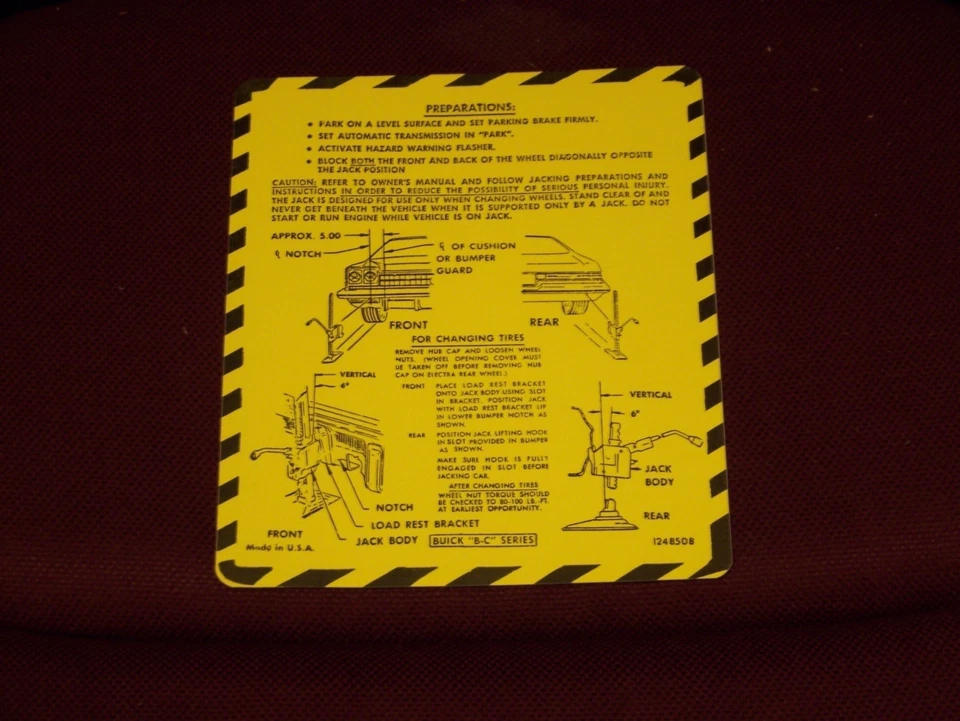 PREPARATIONS:
• PARK ON A LEVEL SURFACE AND SET PARKING BRAKE FIRMLY.
• SET AUTOMATIC TRANSMISSION IN "PARK".
• ACTIVATE HAZARD WARNING FLASHER.
• BLOCK BOTH THE FRONT AND BACK OF THE WHEEL DIAGONALLY OPPOSITE
THE JACK POSITION
CAUTION: REFER TO OWNER'S MANUAL AND FOLLOW JACKING PREPARATIONS AND
INSTRUCTIONS IN ORDER TO REDUCE THE POSSIBILITY OF SERIOUS PERSONAL INJURY.
THE JACK IS DESIGNED FOR USE ONLY WHEN CHANGING WHEELS. STAND CLEAR OF AND
NEVER GET BENEATH THE VEHICLE WHEN IT IS SUPPORTED ONLY BY A JACK. DO NOT
START OR RUN ENGINE WHILE VEHICLE IS ON JACK.
APPROX. 5.00
℄ NOTCH
℄ OF CUSHION
OR BUMPER
GUARD
FRONT
REAR
FOR CHANGING TIRES
REMOVE HUB CAP AND LOOSEN WHEEL
NUTS. (WHEEL OPENING COVER MUST
BE TAKEN OFF BEFORE REMOVING HUB
CAP ON ELECTRA REAR WHEEL)
FRONT PLACE LOAD REST BRACKET
ONTO JACK BODY USING SLOT
IN BRACKET. POSITION JACK
WITH LOAD REST BRACKET LIP
IN LOWER BUMPER NOTCH AS
SHOWN.
REAR POSITION JACK LIFTING HOOK
IN SLOT PROVIDED IN BUMPER
AS SHOWN.
MAKE SURE HOOK IS FULLY
ENGAGED IN SLOT BEFORE
JACKING CAR.
AFTER CHANGING TIRES
WHEEL NUT TORQUE SHOULD
BE CHECKED TO 80-100 LB.-FT.
AT EARLIEST OPPORTUNITY.
VERTICAL
6°
NOTCH
LOAD REST BRACKET
JACK BODY
FRONT
Made in U.S.A.
BUICK "B-C" SERIES
VERTICAL
6°
JACK
BODY
REAR
1248508